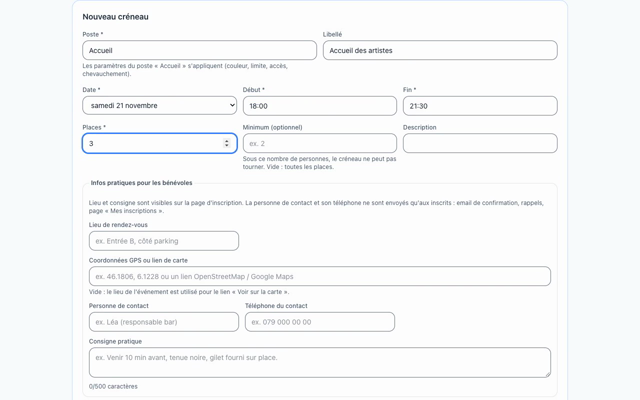 Nouveau créneau
Poste *
Libellé
Accueil
Accueil des artistes
Les paramètres du poste « Accueil » s'appliquent (couleur, limite, accès,
chevauchement).
Date *
Début *
Fin *
samedi 21 novembre
18:00
21:30
Places *
Minimum (optionnel)
Description
3
ex. 2
Sous ce nombre de personnes, le créneau ne peut pas
tourner. Vide : toutes les places.
Infos pratiques pour les bénévoles
Lieu et consigne sont visibles sur la page d'inscription. La personne de contact et son téléphone ne sont envoyés qu'aux inscrits : email de confirmation, rappels,
page « Mes inscriptions ».
Lieu de rendez-vous
ex. Entrée B, côté parking
Coordonnées GPS ou lien de carte
ex. 46.1806, 6.1228 ou un lien OpenStreetMap / Google Maps
Vide : le lieu de l'événement est utilisé pour le lien « Voir sur la carte ».
Personne de contact
Téléphone du contact
ex. Léa (responsable bar)
ex. 079 000 00 00
Consigne pratique
ex. Venir 10 min avant, tenue noire, gilet fourni sur place.
0/500 caractères